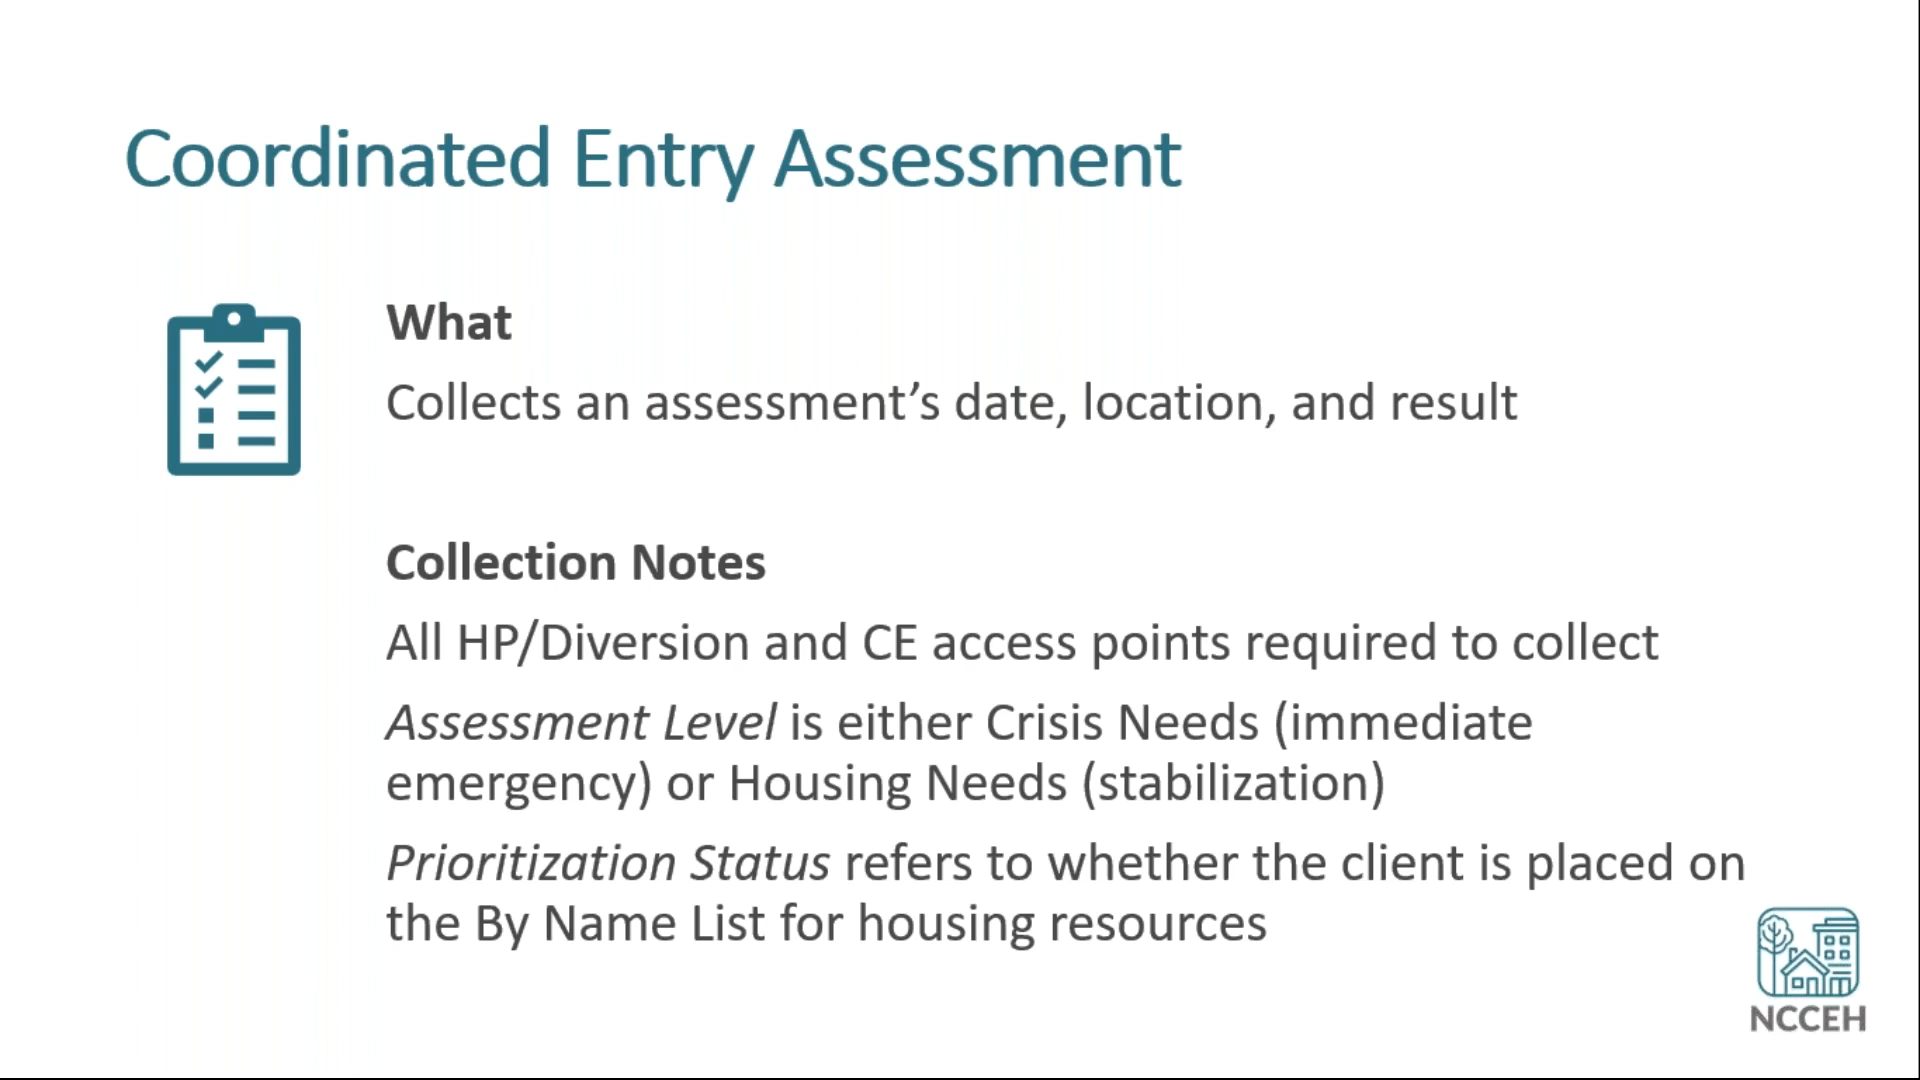 Coordinated Entry Assessment
What
Collects an assessment’s date, location, and result
Collection Notes
All HP/Diversion and CE access points required to collect
Assessment Level is either Crisis Needs (immediate
emergency) or Housing Needs (stabilization)
Prioritization Status refers to whether the client is placed on
the By Name List for housing resources
NCCEH